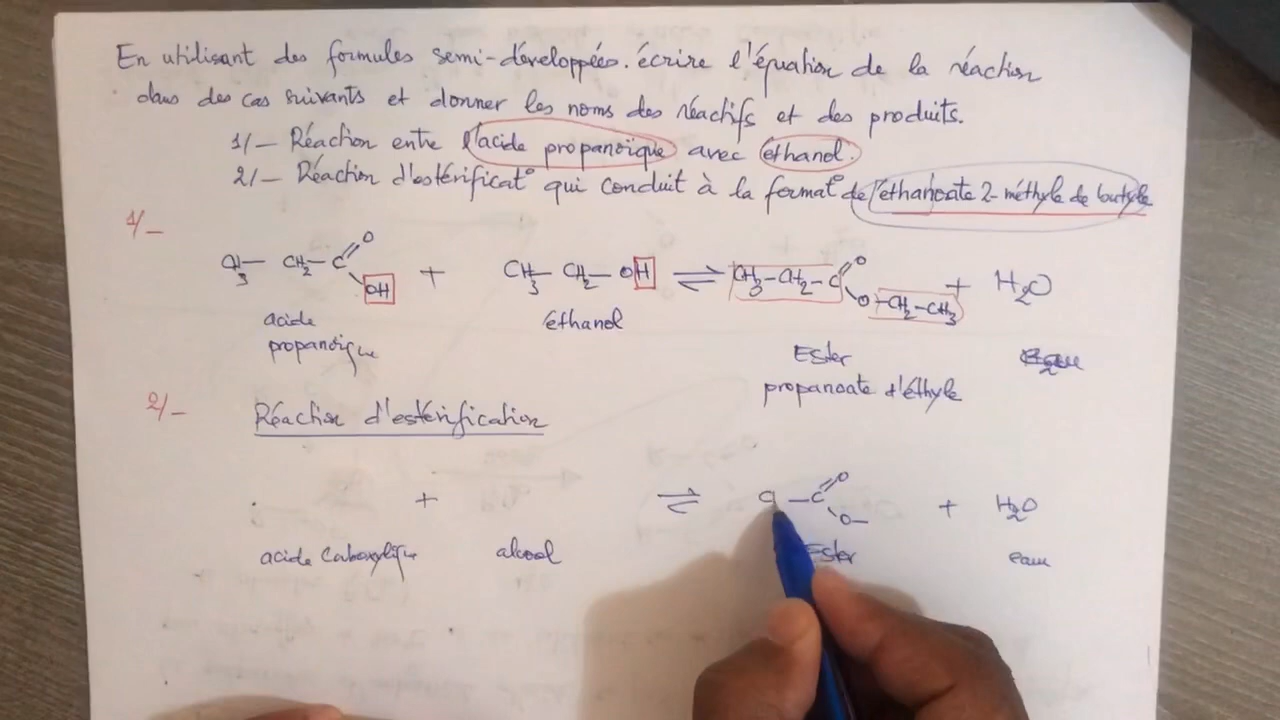 En utilisant des formules semi-développées. écrire l'équation de la réaction
dans des cas suivants et donner les noms des réactifs et des produits.
1/- Réaction entre l'acide propanoïque avec éthanol.
2/- Réaction d'estérificat° qui conduit à la format° de l'éthanoate 2-méthyle de butyle
1/-
CH3 - CH2 - C =O OH + CH3 - CH2 - OH ⇌ CH3-CH2-C =O O-CH2-CH3 + H2O
acide propanoïque éthanol Ester propanoate d'éthyle
2/- Réaction d'estérification
+ ⇌ C - C =O O- + H2O
acide Caboxylique alcool Ester eau